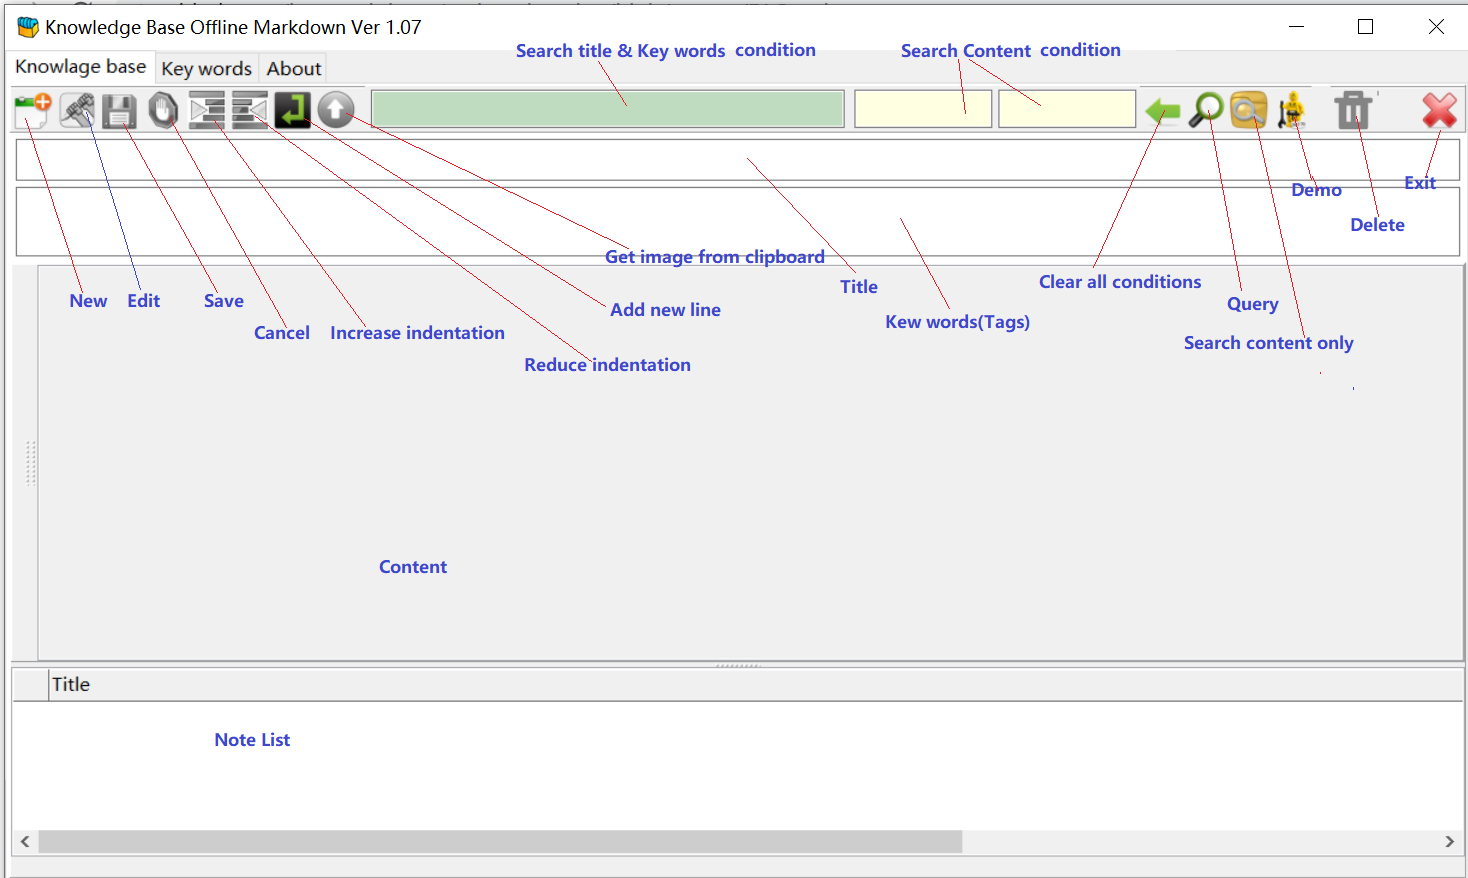 Knowledge Base Offline Markdown Ver 1.07
Search title & Key words condition
Search Content condition
Knowlage base
Key words
About
Demo
Exit
Delete
Get image from clipboard
Title
Clear all conditions
New
Edit
Save
Add new line
Kew words(Tags)
Query
Cancel
Increase indentation
Search content only
Reduce indentation
Content
Title
Note List